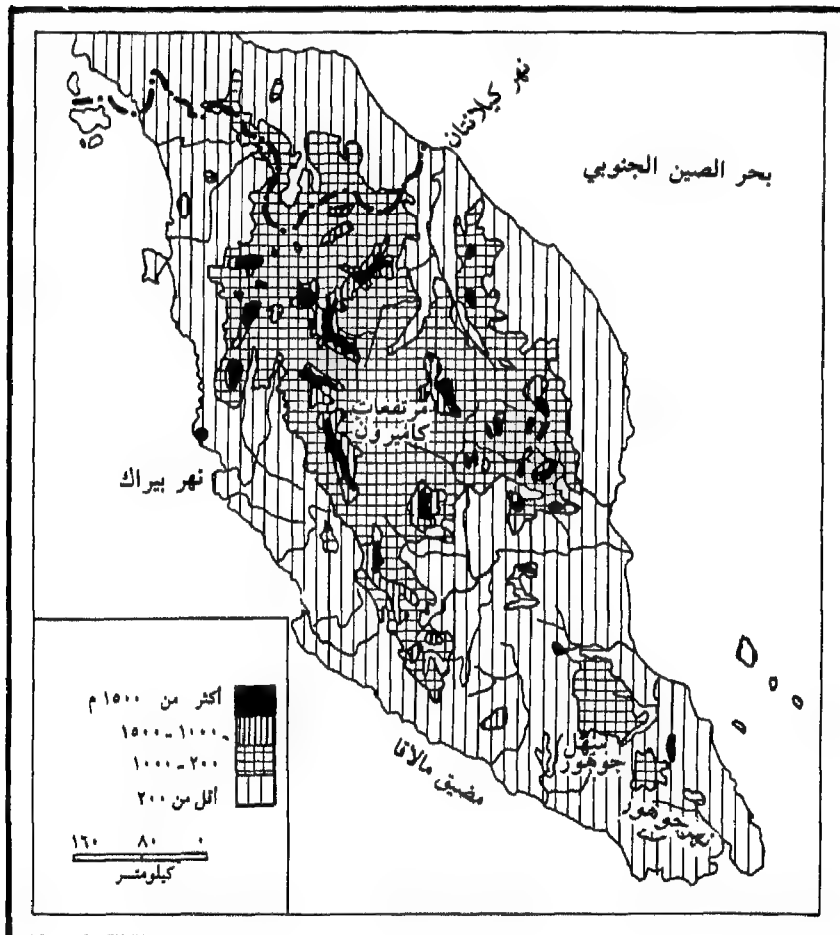 نهر كيلانتان
بحر الصين الجنوبي
مرتفعات
كاميرون
نهر بيراك
سهل
جوهور
نهر جوهور
مضيق مالاقا
أكثر من ١٥٠٠ م
١٠٠٠ - ١٥٠٠
٢٠٠ - ١٠٠٠
أقل من ٢٠٠
١٦٠ ٨٠ ٠
كيلومتر